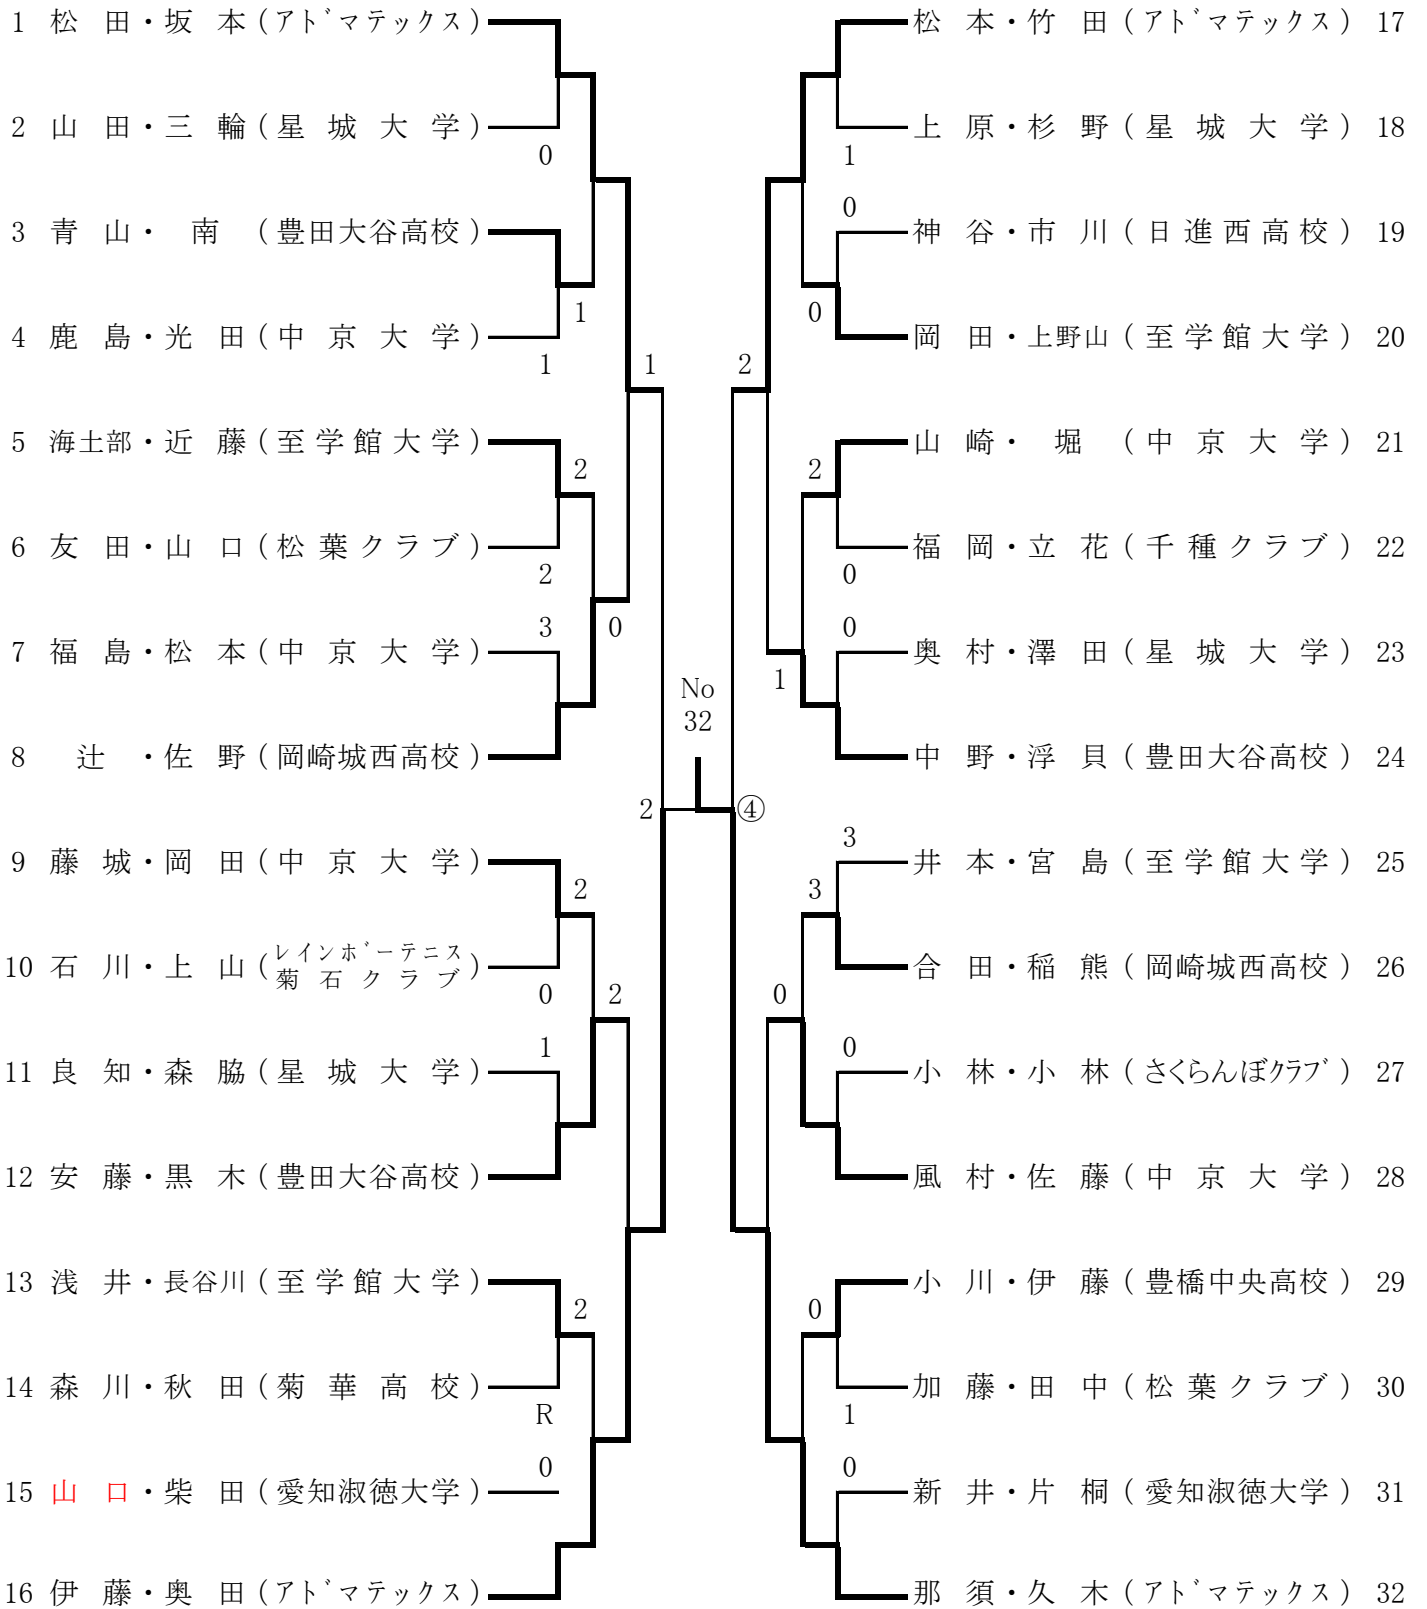 1 松田・坂本(アドマテックス)
2 山田・三輪(星城大学)
0
3 青山・南(豊田大谷高校)
1
4 鹿島・光田(中京大学)
1
1
5 海土部・近藤(至学館大学)
2
6 友田・山口(松葉クラブ)
2
3
0
7 福島・松本(中京大学)
8 辻・佐野(岡崎城西高校)
2
9 藤城・岡田(中京大学)
2
10 石川・上山(レインボーテニス菊石クラブ)
0
2
1
11 良知・森脇(星城大学)
12 安藤・黒木(豊田大谷高校)
13 浅井・長谷川(至学館大学)
2
14 森川・秋田(菊華高校)
R
0
15 山口・柴田(愛知淑徳大学)
16 伊藤・奥田(アドマテックス)
No
32
松本・竹田(アドマテックス) 17
上原・杉野(星城大学) 18
1
0
神谷・市川(日進西高校) 19
0
岡田・上野山(至学館大学) 20
2
山崎・堀(中京大学) 21
2
福岡・立花(千種クラブ) 22
0
0
奥村・澤田(星城大学) 23
1
中野・浮貝(豊田大谷高校) 24
④
3
井本・宮島(至学館大学) 25
3
合田・稲熊(岡崎城西高校) 26
0
0
小林・小林(さくらんぼクラブ) 27
風村・佐藤(中京大学) 28
小川・伊藤(豊橋中央高校) 29
0
加藤・田中(松葉クラブ) 30
1
0
新井・片桐(愛知淑徳大学) 31
那須・久木(アドマテックス) 32